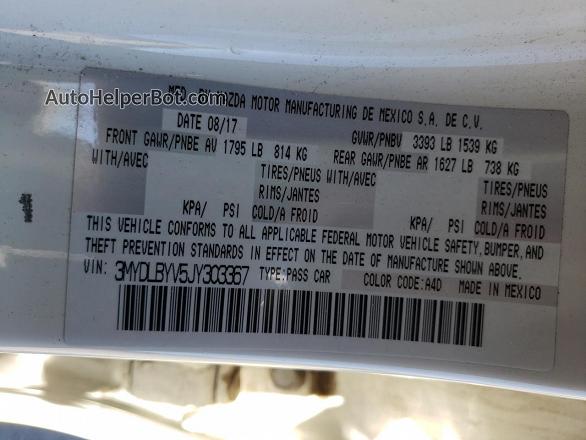 AutoHelperBot.com
MFD. BY MAZDA MOTOR MANUFACTURING DE MEXICO S.A. DE C.V.
DATE 08/17 GVWR/PNBV 3393 LB 1539 KG
FRONT GAWR/PNBE AV 1795 LB 814 KG REAR GAWR/PNBE AR 1627 LB 738 KG
WITH/AVEC TIRES/PNEUS WITH/AVEC TIRES/PNEUS
RIMS/JANTES RIMS/JANTES
KPA/ PSI COLD/A FROID KPA/ PSI COLD/A FROID
THIS VEHICLE CONFORMS TO ALL APPLICABLE FEDERAL MOTOR VEHICLE SAFETY, BUMPER, AND
THEFT PREVENTION STANDARDS IN EFFECT ON THE DATE OF MANUFACTURE SHOWN ABOVE.
VIN: 3MYDLBYV5JY303367 TYPE:PASS CAR COLOR CODE:A4D MADE IN MEXICO
AutoHelperBot.com